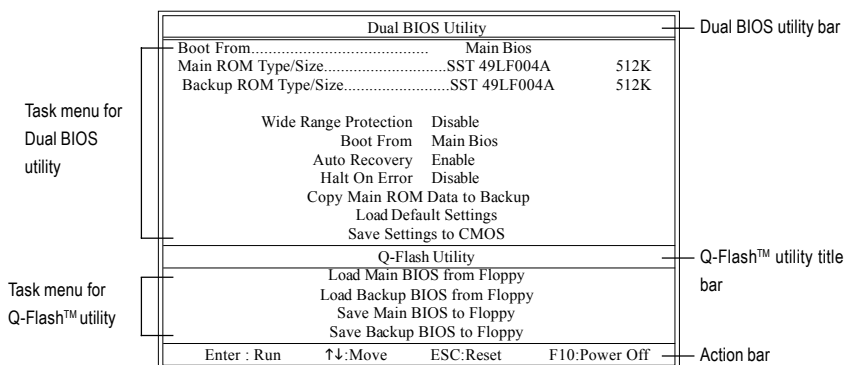 Dual BIOS Utility
Dual BIOS utility bar
Boot From.......................................... Main Bios
Main ROM Type/Size.............................SST 49LF004A 512K
Backup ROM Type/Size.........................SST 49LF004A 512K
Task menu for
Dual BIOS
utility
Wide Range Protection Disable
Boot From Main Bios
Auto Recovery Enable
Halt On Error Disable
Copy Main ROM Data to Backup
Load Default Settings
Save Settings to CMOS
Q-Flash Utility
Q-Flash™ utility title
bar
Task menu for
Q-Flash™ utility
Load Main BIOS from Floppy
Load Backup BIOS from Floppy
Save Main BIOS to Floppy
Save Backup BIOS to Floppy
Enter : Run ↑↓:Move ESC:Reset F10:Power Off
Action bar